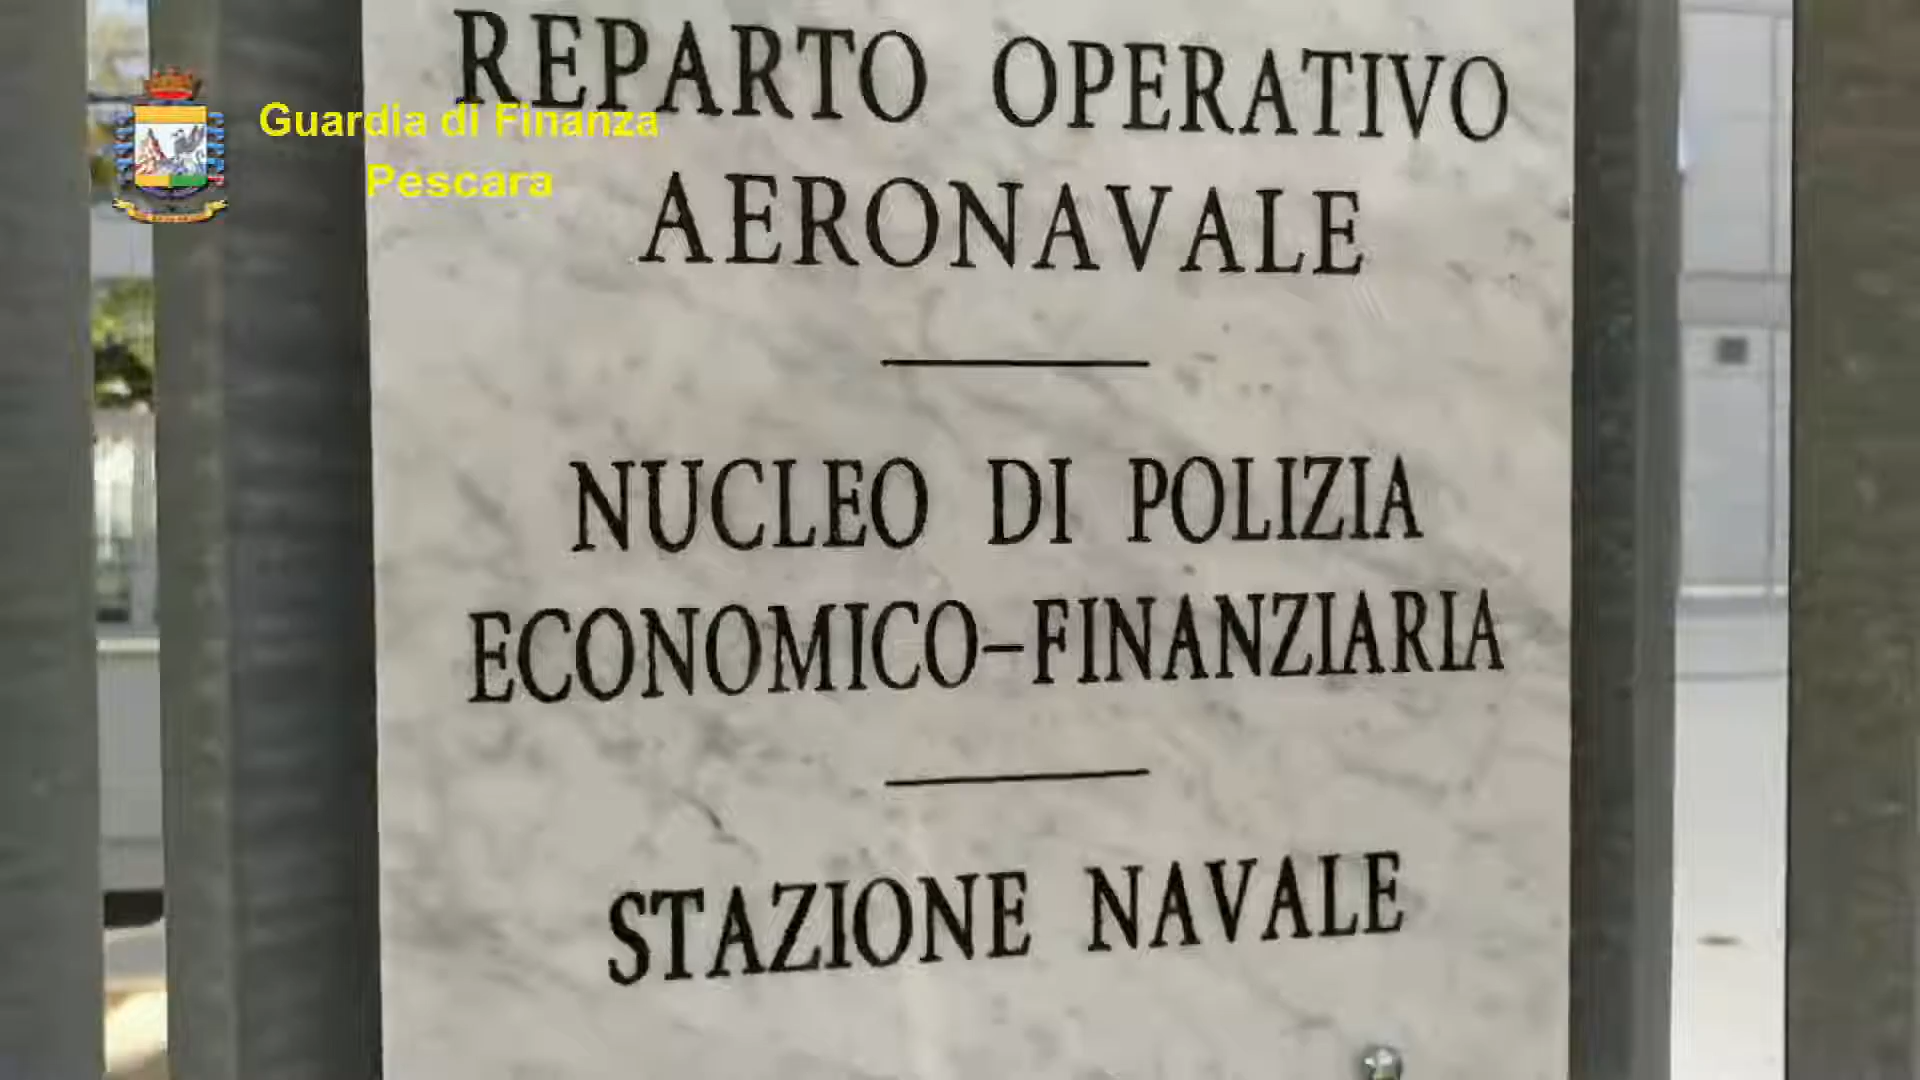 REPARTO OPERATIVO
AERONAVALE
Guardia di Finanza
Pescara
NUCLEO DI POLIZIA
ECONOMICO-FINANZIARIA
STAZIONE NAVALE